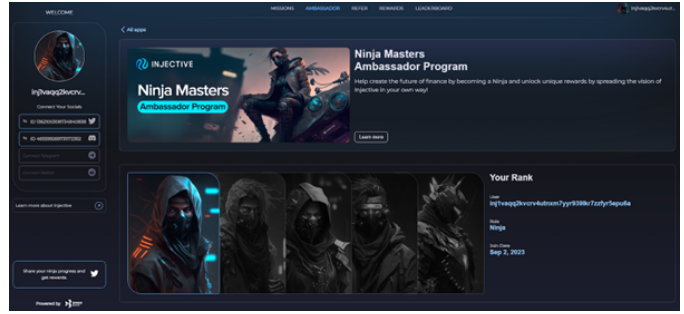 WELCOME
MISSIONS AMBASSADOR REFER REWARDS LEADERBOARD
All apps
inj1vaqq2kvcrv...
Connect Your Socials
Learn more about Injective
Share your ninja progress and
get rewards
Powered by
INJECTIVE
Ninja Masters
Ambassador Program
Ninja Masters
Ambassador Program
Help create the future of finance by becoming a Ninja and unlock unique rewards by spreading the vision of
Injective in your own way!
Learn more
Your Rank
User
Role
Ninja
Join Date
Sep 2, 2023